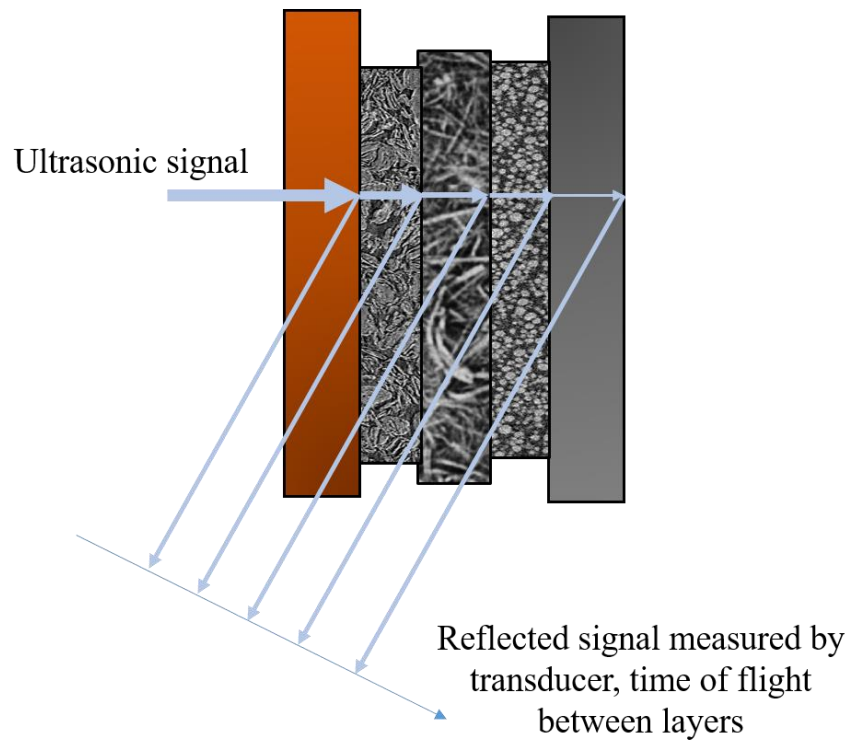 Ultrasonic signal
Reflected signal measured by
transducer, time of flight
between layers